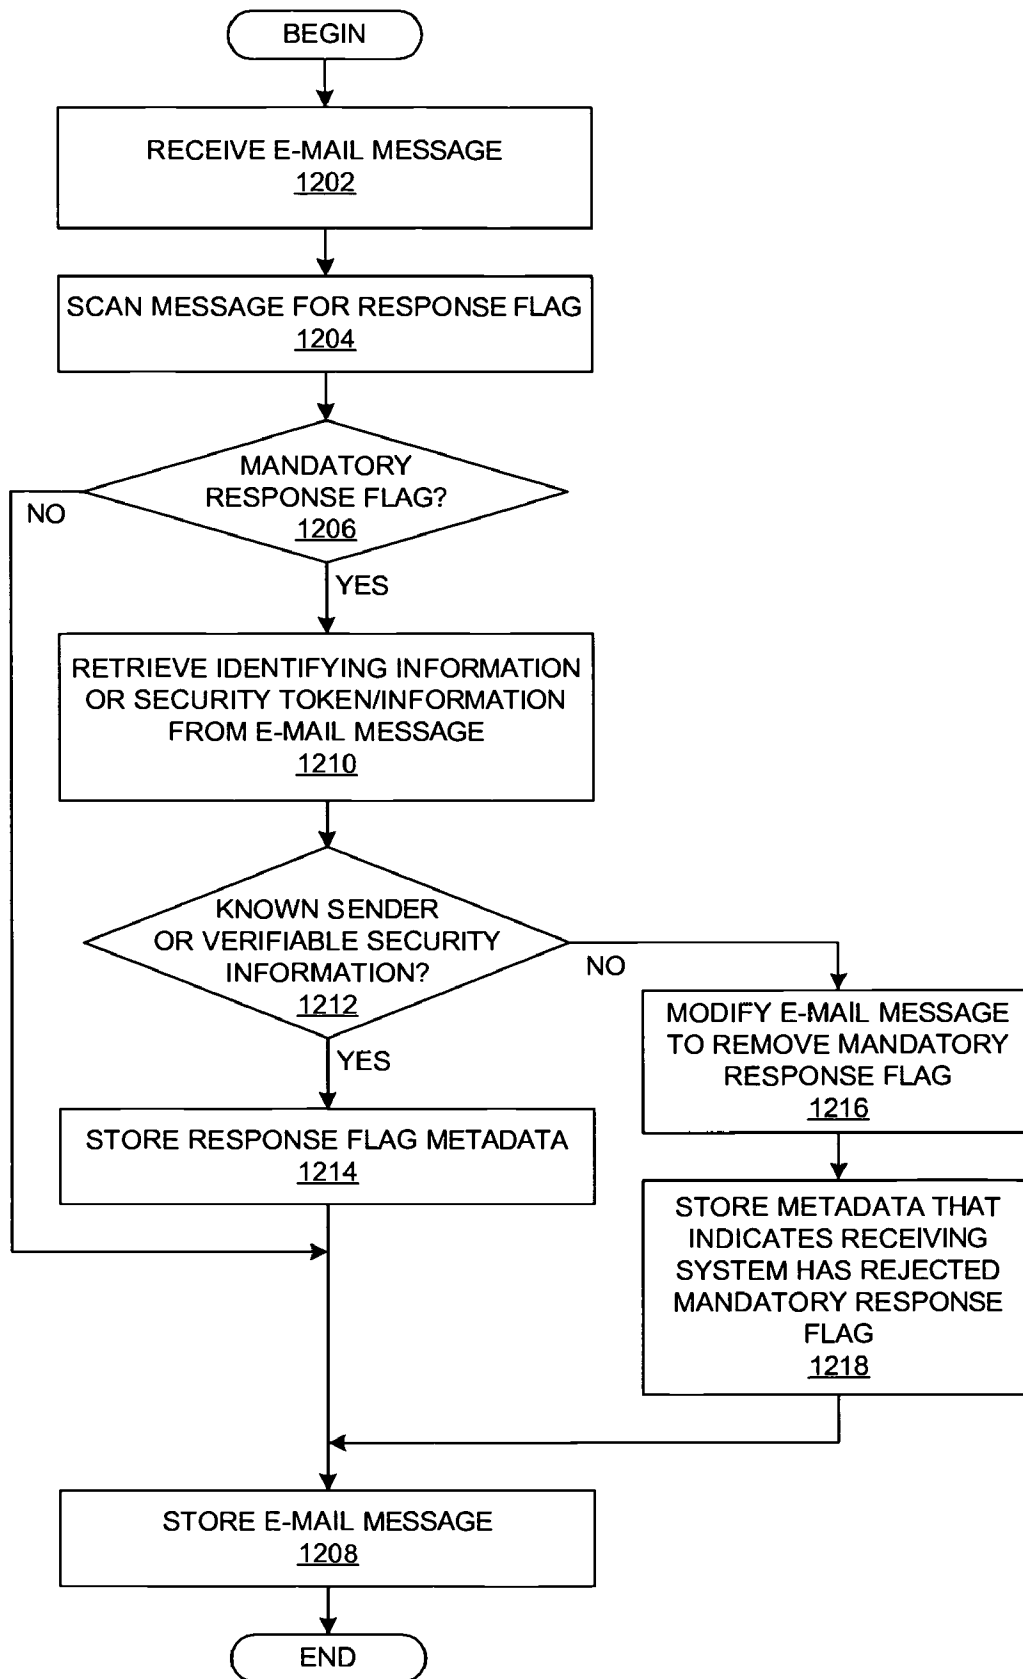 BEGIN
RECEIVE E-MAIL MESSAGE
1202
SCAN MESSAGE FOR RESPONSE FLAG
1204
MANDATORY
RESPONSE FLAG?
1206
NO
YES
RETRIEVE IDENTIFYING INFORMATION
OR SECURITY TOKEN/INFORMATION
FROM E-MAIL MESSAGE
1210
KNOWN SENDER
OR VERIFIABLE SECURITY
INFORMATION?
1212
NO
YES
MODIFY E-MAIL MESSAGE
TO REMOVE MANDATORY
RESPONSE FLAG
1216
STORE RESPONSE FLAG METADATA
1214
STORE METADATA THAT
INDICATES RECEIVING
SYSTEM HAS REJECTED
MANDATORY RESPONSE
FLAG
1218
STORE E-MAIL MESSAGE
1208
END